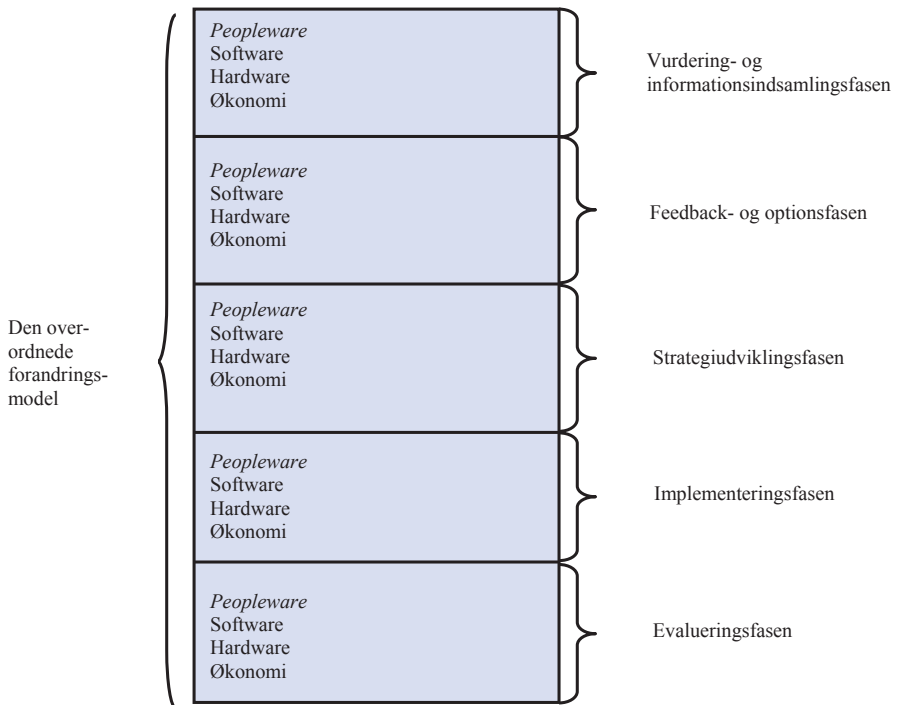 Peopleware
Software
Hardware
Økonomi
Vurdering- og
informationsindsamlingsfasen
Peopleware
Software
Hardware
Økonomi
Feedback- og optionsfasen
Den over-
ordnede
forandrings-
model
Peopleware
Software
Hardware
Økonomi
Strategiudviklingsfasen
Peopleware
Software
Hardware
Økonomi
Implementeringsfasen
Peopleware
Software
Hardware
Økonomi
Evalueringsfasen